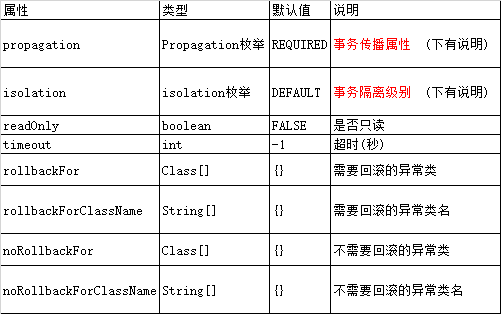 属性 类型 默认值 说明
propagation Propagation枚举 REQUIRED 事务传播属性 (下有说明)
isolation isolation枚举 DEFAULT 事务隔离级别 (下有说明)
readOnly boolean FALSE 是否只读
timeout int -1 超时(秒)
rollbackFor Class[] {} 需要回滚的异常类
rollbackForClassName String[] {} 需要回滚的异常类名
noRollbackFor Class[] {} 不需要回滚的异常类
noRollbackForClassName String[] {} 不需要回滚的异常类名